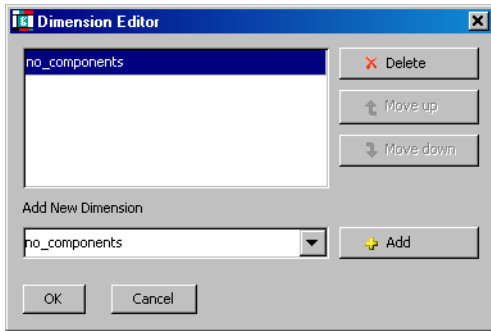 Dimension Editor
no_components
Delete
Move up
Move down
Add New Dimension
no_components
Add
OK
Cancel